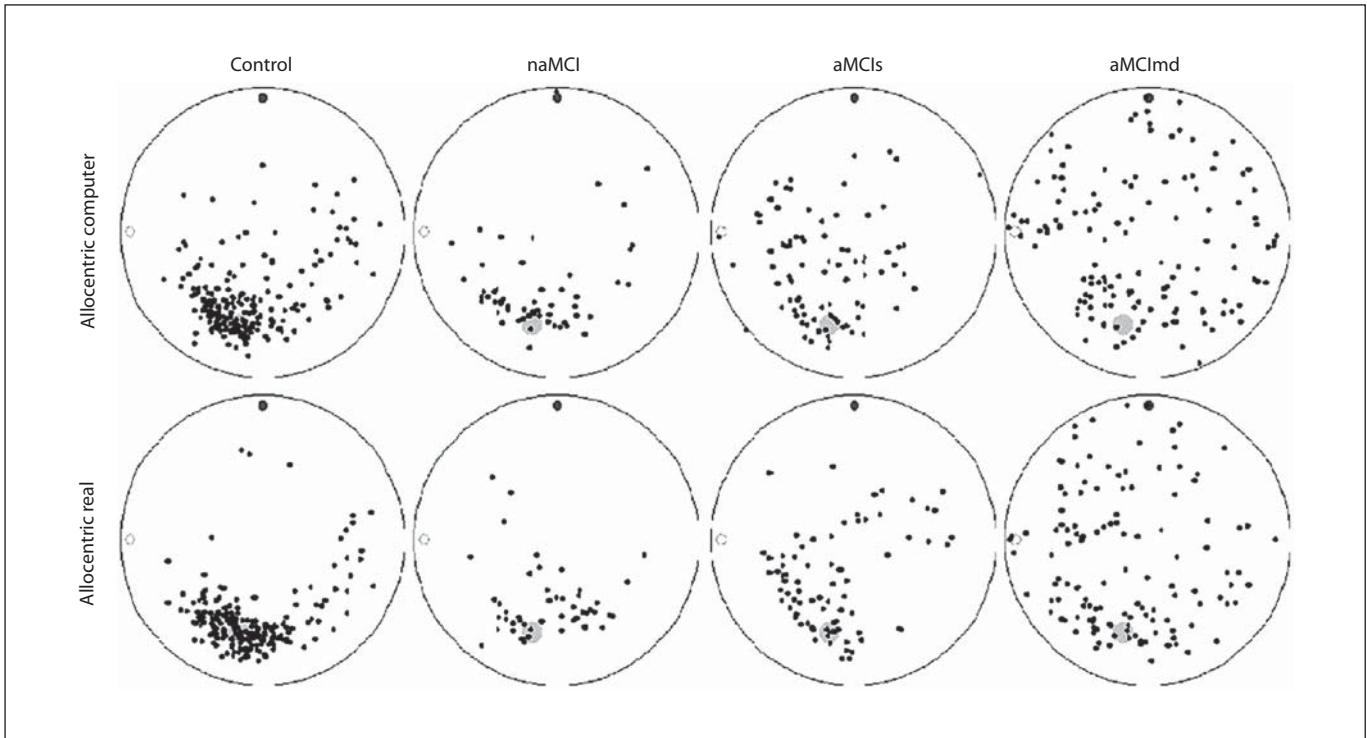 Control
naMCI
aMCIs
aMCImd
Allocentric computer
Allocentric real